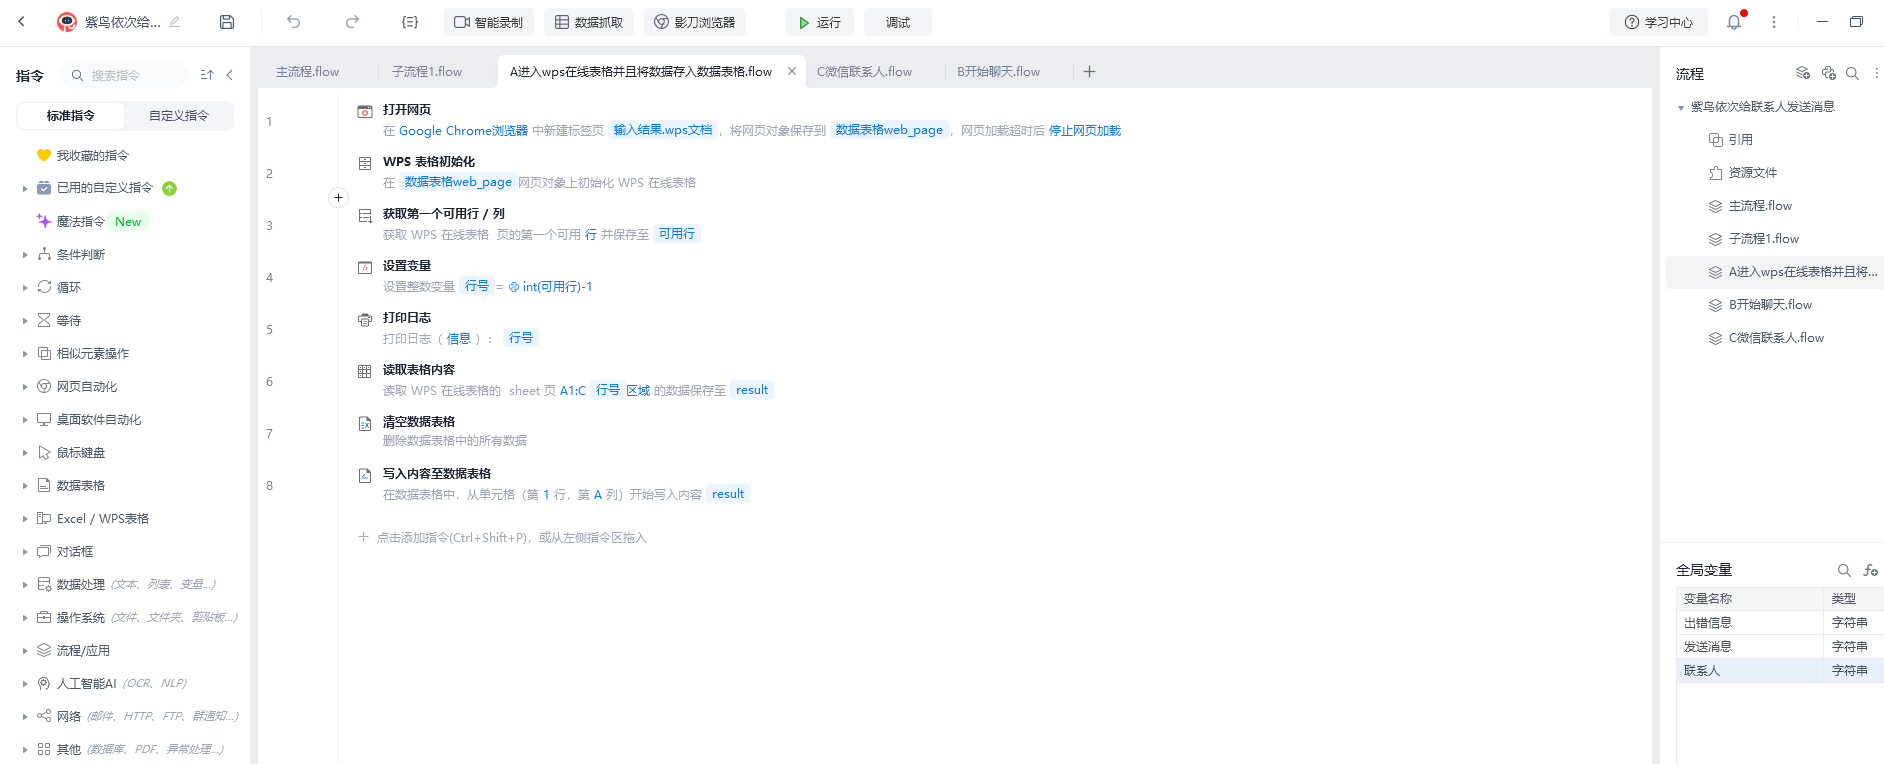 紫鸟依次给...
智能录制
数据抓取
影刀浏览器
运行
调试
学习中心
指令
搜索指令
标准指令
自定义指令
我收藏的指令
已用的自定义指令
魔法指令 New
条件判断
循环
等待
相似元素操作
网页自动化
桌面软件自动化
鼠标键盘
数据表格
Excel / WPS表格
对话框
数据处理 (文本、列表、变量...)
操作系统 (文件、文件夹、剪贴板...)
流程/应用
人工智能AI (OCR、NLP)
网络 (邮件、HTTP、FTP、群通知...)
其他 (数据库、PDF、异常处理...)
主流程.flow
子流程1.flow
A进入wps在线表格并且将数据存入数据表格.flow
C微信联系人.flow
B开始聊天.flow
1
打开网页
在 Google Chrome浏览器 中新建标签页 输入结果.wps文档 ，将网页对象保存到 数据表格web_page ，网页加载超时后 停止网页加载
2
WPS 表格初始化
在 数据表格web_page 网页对象上初始化 WPS 在线表格
3
获取第一个可用行 / 列
获取 WPS 在线表格 页的第一个可用 行 并保存至 可用行
4
设置变量
设置整数变量 行号 = int(可用行)-1
5
打印日志
打印日志（ 信息 ）： 行号
6
读取表格内容
读取 WPS 在线表格的 sheet 页 A1:C 行号 区域 的数据保存至 result
7
清空数据表格
删除数据表格中的所有数据
8
写入内容至数据表格
在数据表格中，从单元格（第 1 行，第 A 列）开始写入内容 result
点击添加指令(Ctrl+Shift+P)，或从左侧指令区拖入
流程
紫鸟依次给联系人发送消息
引用
资源文件
主流程.flow
子流程1.flow
A进入wps在线表格并且将...
B开始聊天.flow
C微信联系人.flow
全局变量
变量名称 类型
出错信息 字符串
发送消息 字符串
联系人 字符串